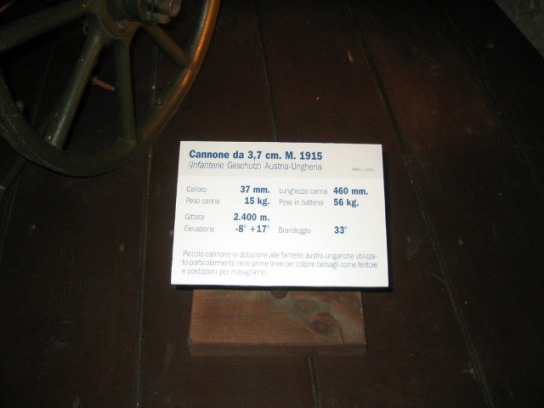 Cannone da 3,7 cm. M. 1915
(Infanterie Geschutz) Austria-Ungheria
Calibro 37 mm. Lunghezza canna 460 mm.
Peso canna 15 kg. Peso in batteria 56 kg.
Gittata 2.400 m.
Elevazione -8° +17° Brandeggio 33°
Piccolo cannone in dotazione alle fanterie austro-ungariche utilizza-
to particolarmente nelle prime linee per colpire bersagli come feritoie
e postazioni per mitragliatrici.